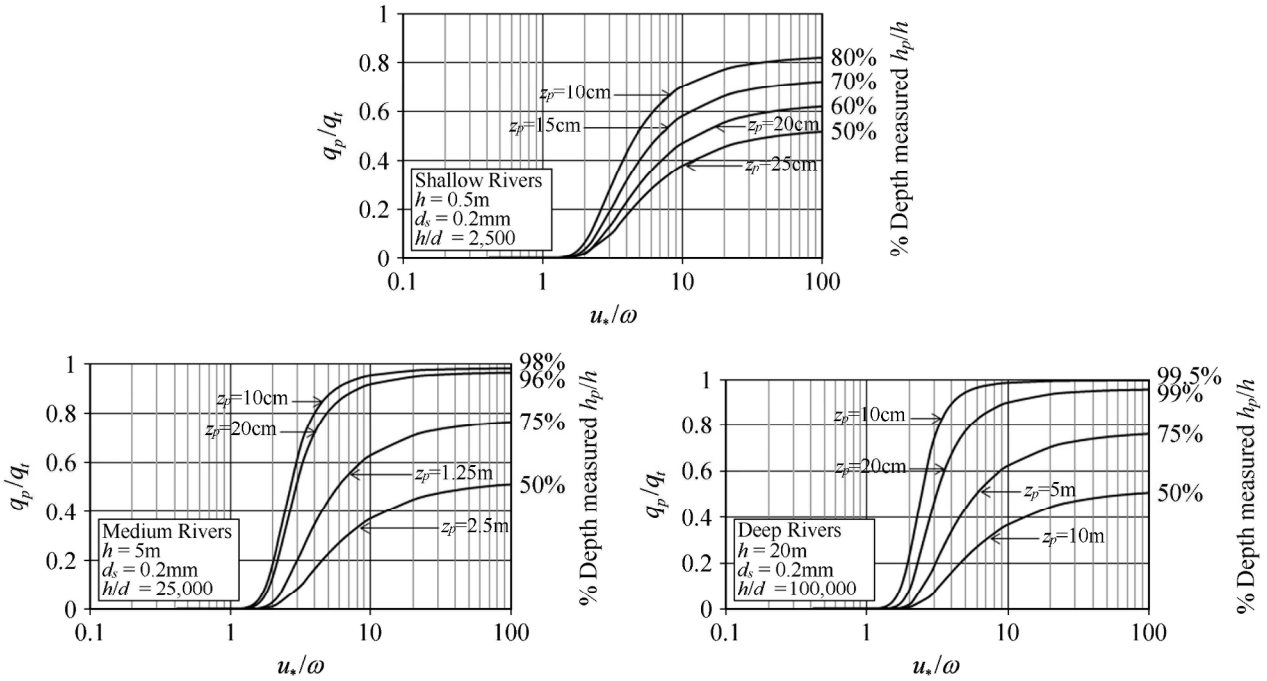 1
0.8
0.6
0.4
0.2
0
q_p/q_t
z_p=10cm
z_p=15cm
z_p=20cm
z_p=25cm
80%
70%
60%
50%
% Depth measured h_p/h
Shallow Rivers
h = 0.5m
d_s = 0.2mm
h/d = 2,500
0.1 1 10 100
u_*/ω
1
0.8
0.6
0.4
0.2
0
q_p/q_t
z_p=10cm
z_p=20cm
z_p=1.25m
z_p=2.5m
98%
96%
75%
50%
% Depth measured h_p/h
Medium Rivers
h = 5m
d_s = 0.2mm
h/d = 25,000
0.1 1 10 100
u_*/ω
1
0.8
0.6
0.4
0.2
0
q_p/q_t
z_p=10cm
z_p=20cm
z_p=5m
z_p=10m
99.5%
99%
75%
50%
% Depth measured h_p/h
Deep Rivers
h = 20m
d_s = 0.2mm
h/d =100,000
0.1 1 10 100
u_*/ω